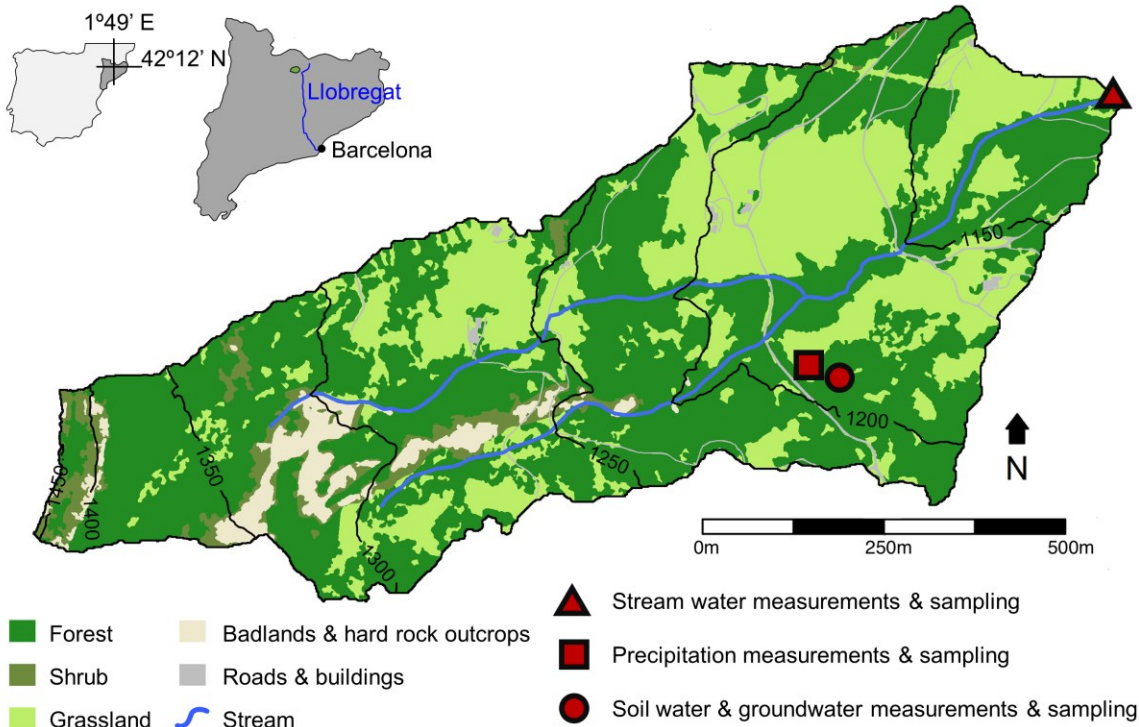 1º49’ E
42º12’ N
Llobregat
Barcelona
1150
1200
1250
1300
1350
1400
1450
N
0m 250m 500m
Forest
Shrub
Grassland
Badlands & hard rock outcrops
Roads & buildings
Stream
Stream water measurements & sampling
Precipitation measurements & sampling
Soil water & groundwater measurements & sampling